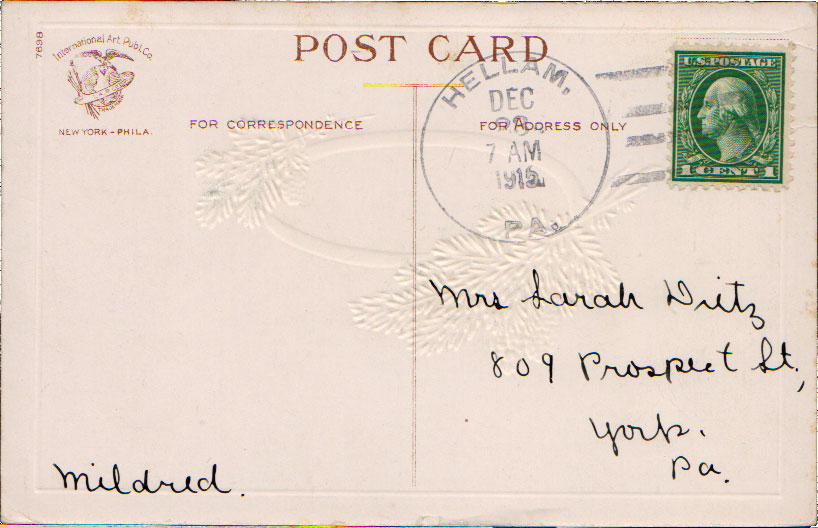 7698
International Art Publ. Co.
NEW YORK - PHILA.
POST CARD
FOR CORRESPONDENCE
FOR ADDRESS ONLY
HELLAM,
DEC
7 AM
1915
PA.
U.S. POSTAGE
1 CENT 1
Mrs Sarah Dietz
809 Prospect St.,
York.
Pa.
Mildred.